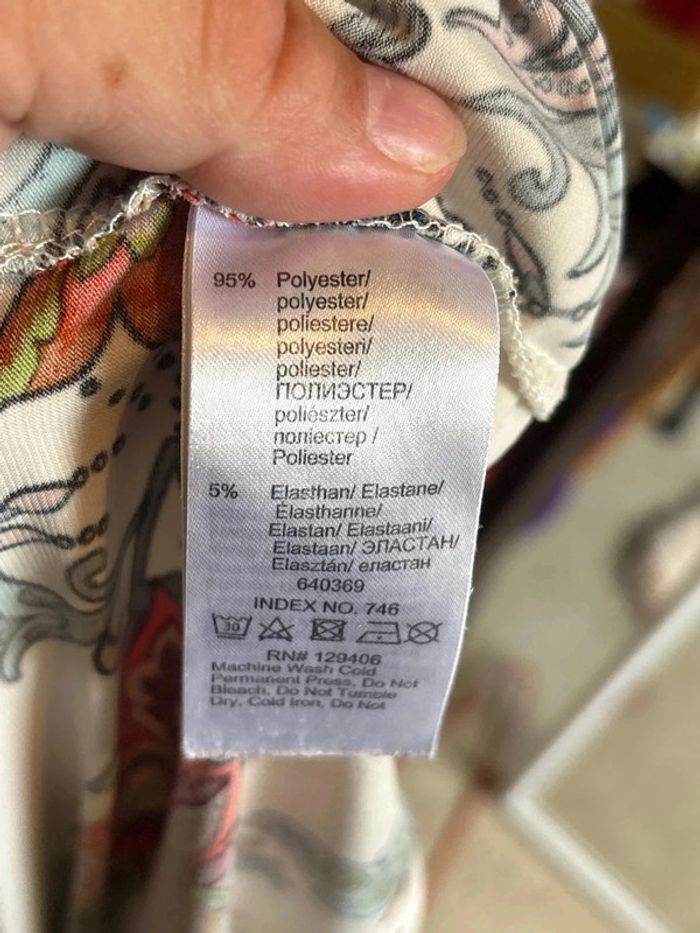 95% Polyester/
polyester/
poliestere/
polyesteri/
poliester/
ПОЛИЭСТЕР/
poliészter/
поліестер /
Poliester
5% Elasthan/ Elastane/
Élasthanne/
Elastan/ Elastaani/
Elastaan/ ЭЛАСТАН/
Elasztán/ еластан
640369
INDEX NO. 746
30
RN# 129406
Machine Wash Cold
Permanent Press, Do Not
Bleach, Do Not Tumble
Dry, Cold Iron, Do Not